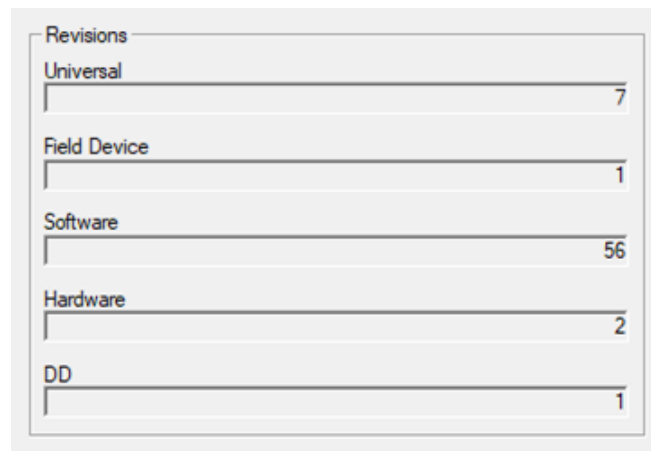 Revisions
Universal
7
Field Device
1
Software
56
Hardware
2
DD
1